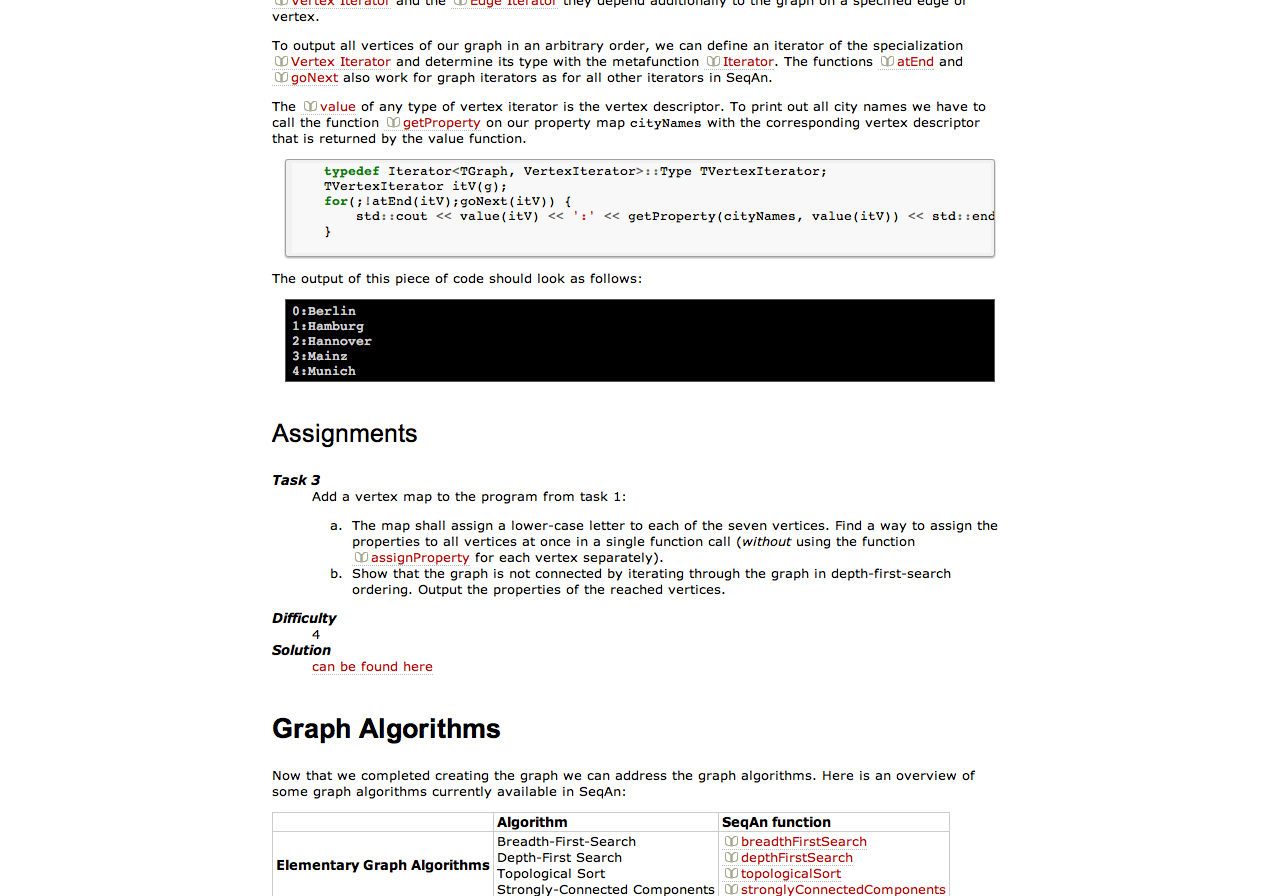 Vertex Iterator and the Edge Iterator they depend additionally to the graph on a specified edge or
vertex.
To output all vertices of our graph in an arbitrary order, we can define an iterator of the specialization
Vertex Iterator and determine its type with the metafunction Iterator. The functions atEnd and
goNext also work for graph iterators as for all other iterators in SeqAn.
The value of any type of vertex iterator is the vertex descriptor. To print out all city names we have to
call the function getProperty on our property map cityNames with the corresponding vertex descriptor
that is returned by the value function.
typedef Iterator<TGraph, VertexIterator>::Type TVertexIterator;
TVertexIterator itV(g);
for(;!atEnd(itV);goNext(itV)) {
std::cout << value(itV) << ':' << getProperty(cityNames, value(itV)) << std::end
}
The output of this piece of code should look as follows:
0:Berlin
1:Hamburg
2:Hannover
3:Mainz
4:Munich
Assignments
Task 3
Add a vertex map to the program from task 1:
a. The map shall assign a lower-case letter to each of the seven vertices. Find a way to assign the
properties to all vertices at once in a single function call (without using the function
assignProperty for each vertex separately).
b. Show that the graph is not connected by iterating through the graph in depth-first-search
ordering. Output the properties of the reached vertices.
Difficulty
4
Solution
can be found here
Graph Algorithms
Now that we completed creating the graph we can address the graph algorithms. Here is an overview of
some graph algorithms currently available in SeqAn:
Algorithm SeqAn function
Breadth-First-Search breadthFirstSearch
Depth-First Search depthFirstSearch
Elementary Graph Algorithms
Topological Sort topologicalSort
Strongly-Connected Components stronglyConnectedComponents